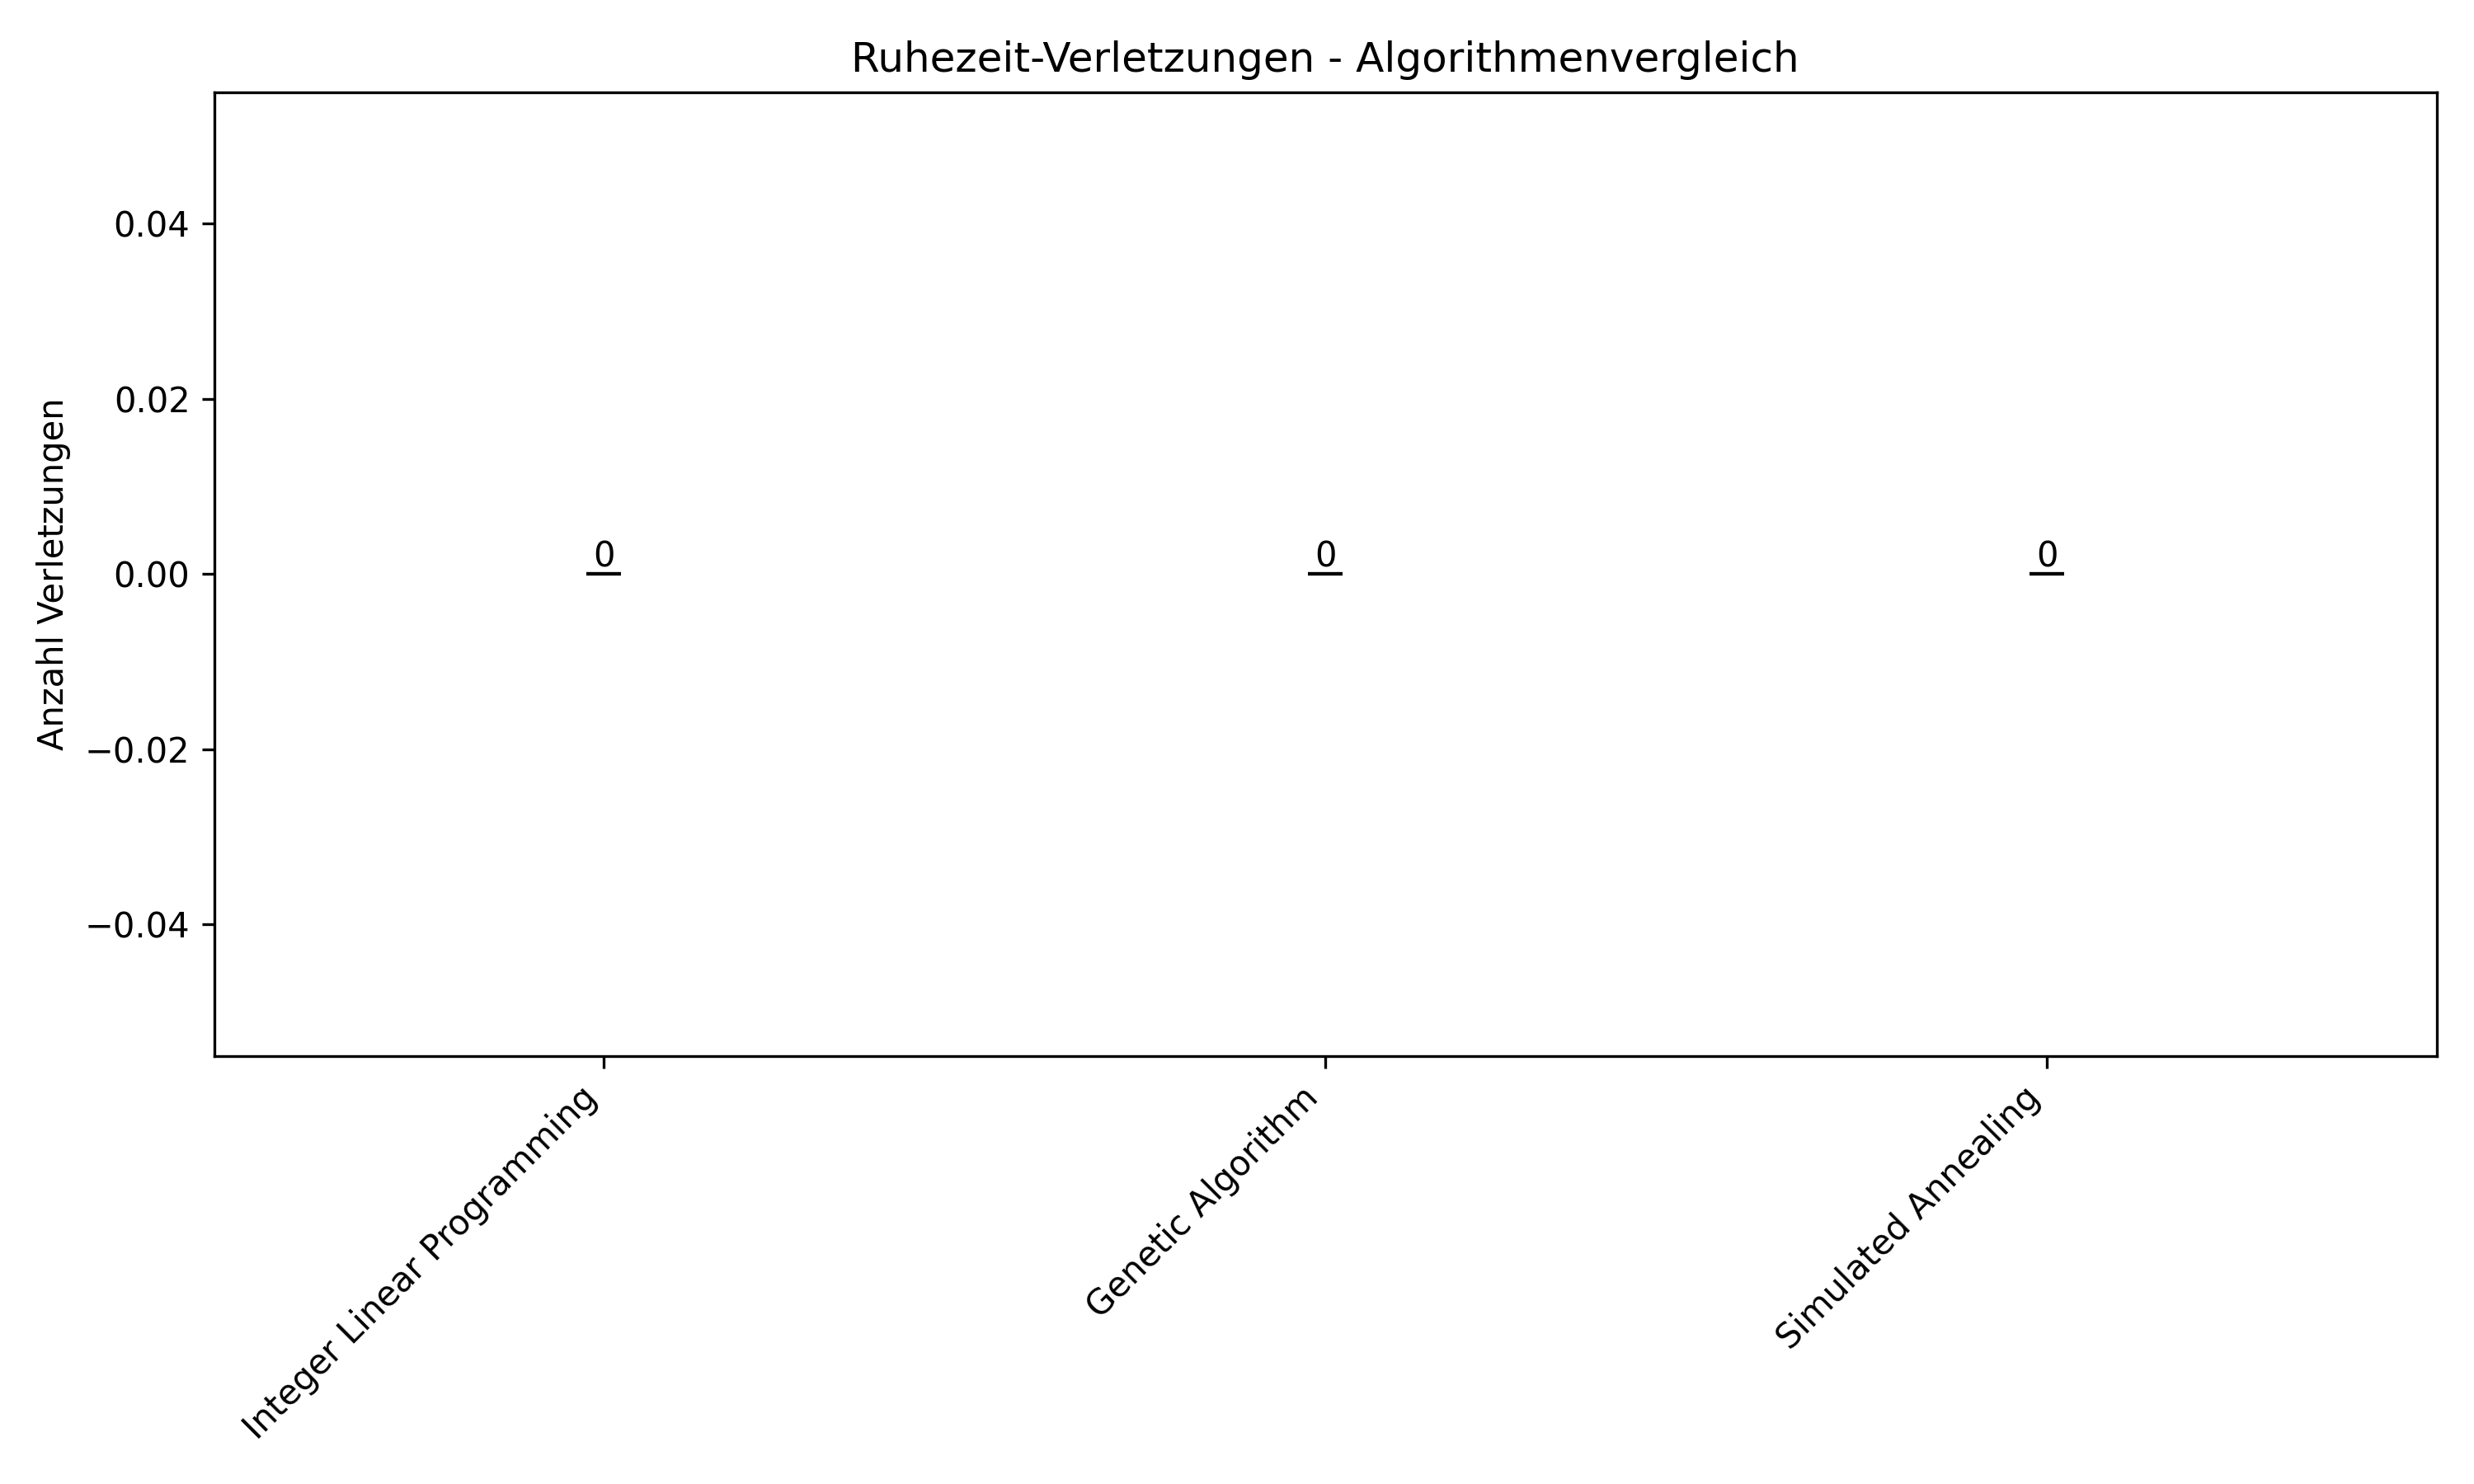 Ruhezeit-Verletzungen - Algorithmenvergleich
Anzahl Verletzungen
0.04
0.02
0.00
−0.02
−0.04
0
0
0
Integer Linear Programming
Genetic Algorithm
Simulated Annealing